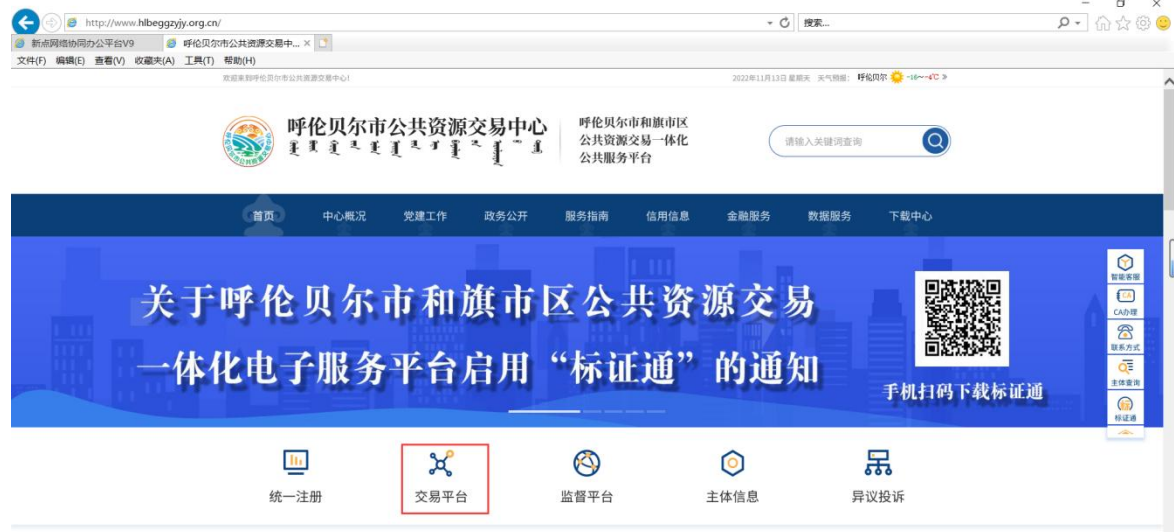 http://www.hlbeggzyjy.org.cn/
搜索...
新点网络协同办公平台V9
呼伦贝尔市公共资源交易中...
文件(F) 编辑(E) 查看(V) 收藏夹(A) 工具(T) 帮助(H)
欢迎来到呼伦贝尔市公共资源交易中心！
2022年11月13日 星期天 天气预报： 呼伦贝尔 -16～-4℃
呼伦贝尔市公共资源交易中心
呼伦贝尔市和旗市区
公共资源交易一体化
公共服务平台
请输入关键词查询
首页 中心概况 党建工作 政务公开 服务指南 信用信息 金融服务 数据服务 下载中心
关于呼伦贝尔市和旗市区公共资源交易
一体化电子服务平台启用“标证通”的通知
手机扫码下载标证通
智能客服
CA
CA办理
联系方式
主体查询
标
标证通
统一注册 交易平台 监督平台 主体信息 异议投诉